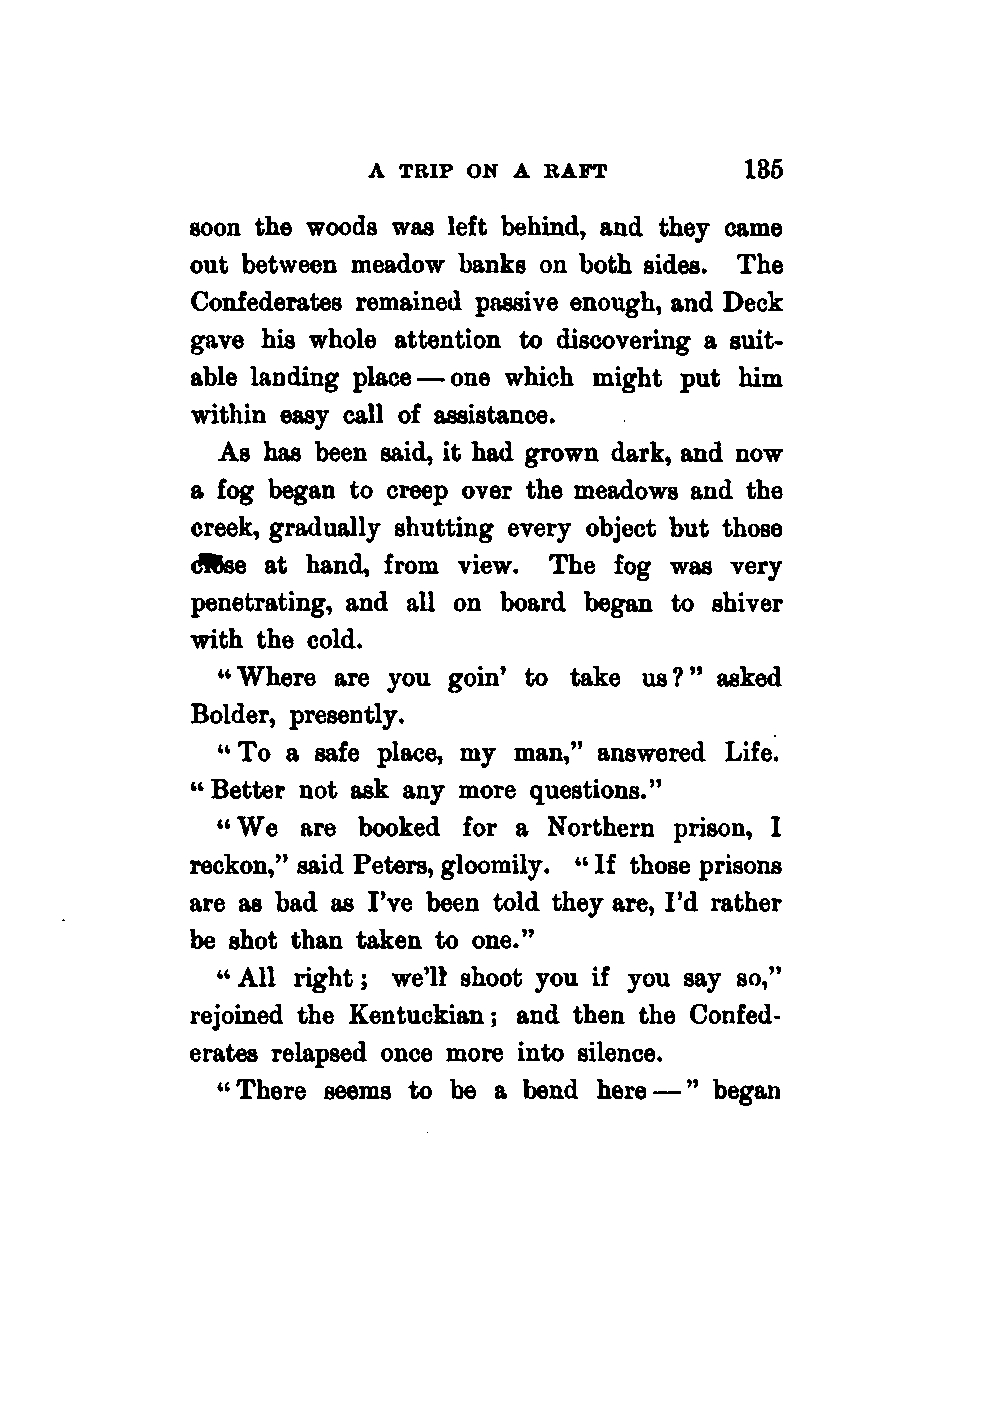 A TRIP ON A RAFT 185
soon the woods was left behind, and they came
out between meadow banks on both sides. The
Confederates remained passive enough, and Deck
gave his whole attention to discovering a suit-
able landing place — one which might put him
within easy call of assistance.
As has been said, it had grown dark, and now
a fog began to creep over the meadows and the
creek, gradually shutting every object but those
close at hand, from view. The fog was very
penetrating, and all on board began to shiver
with the cold.
"Where are you goin' to take us?" asked
Bolder, presently.
"To a safe place, my man," answered Life.
"Better not ask any more questions."
"We are booked for a Northern prison, I
reckon," said Peters, gloomily. "If those prisons
are as bad as I've been told they are, I'd rather
be shot than taken to one."
"All right; we'll shoot you if you say so,"
rejoined the Kentuckian; and then the Confed-
erates relapsed once more into silence.
"There seems to be a bend here — " began